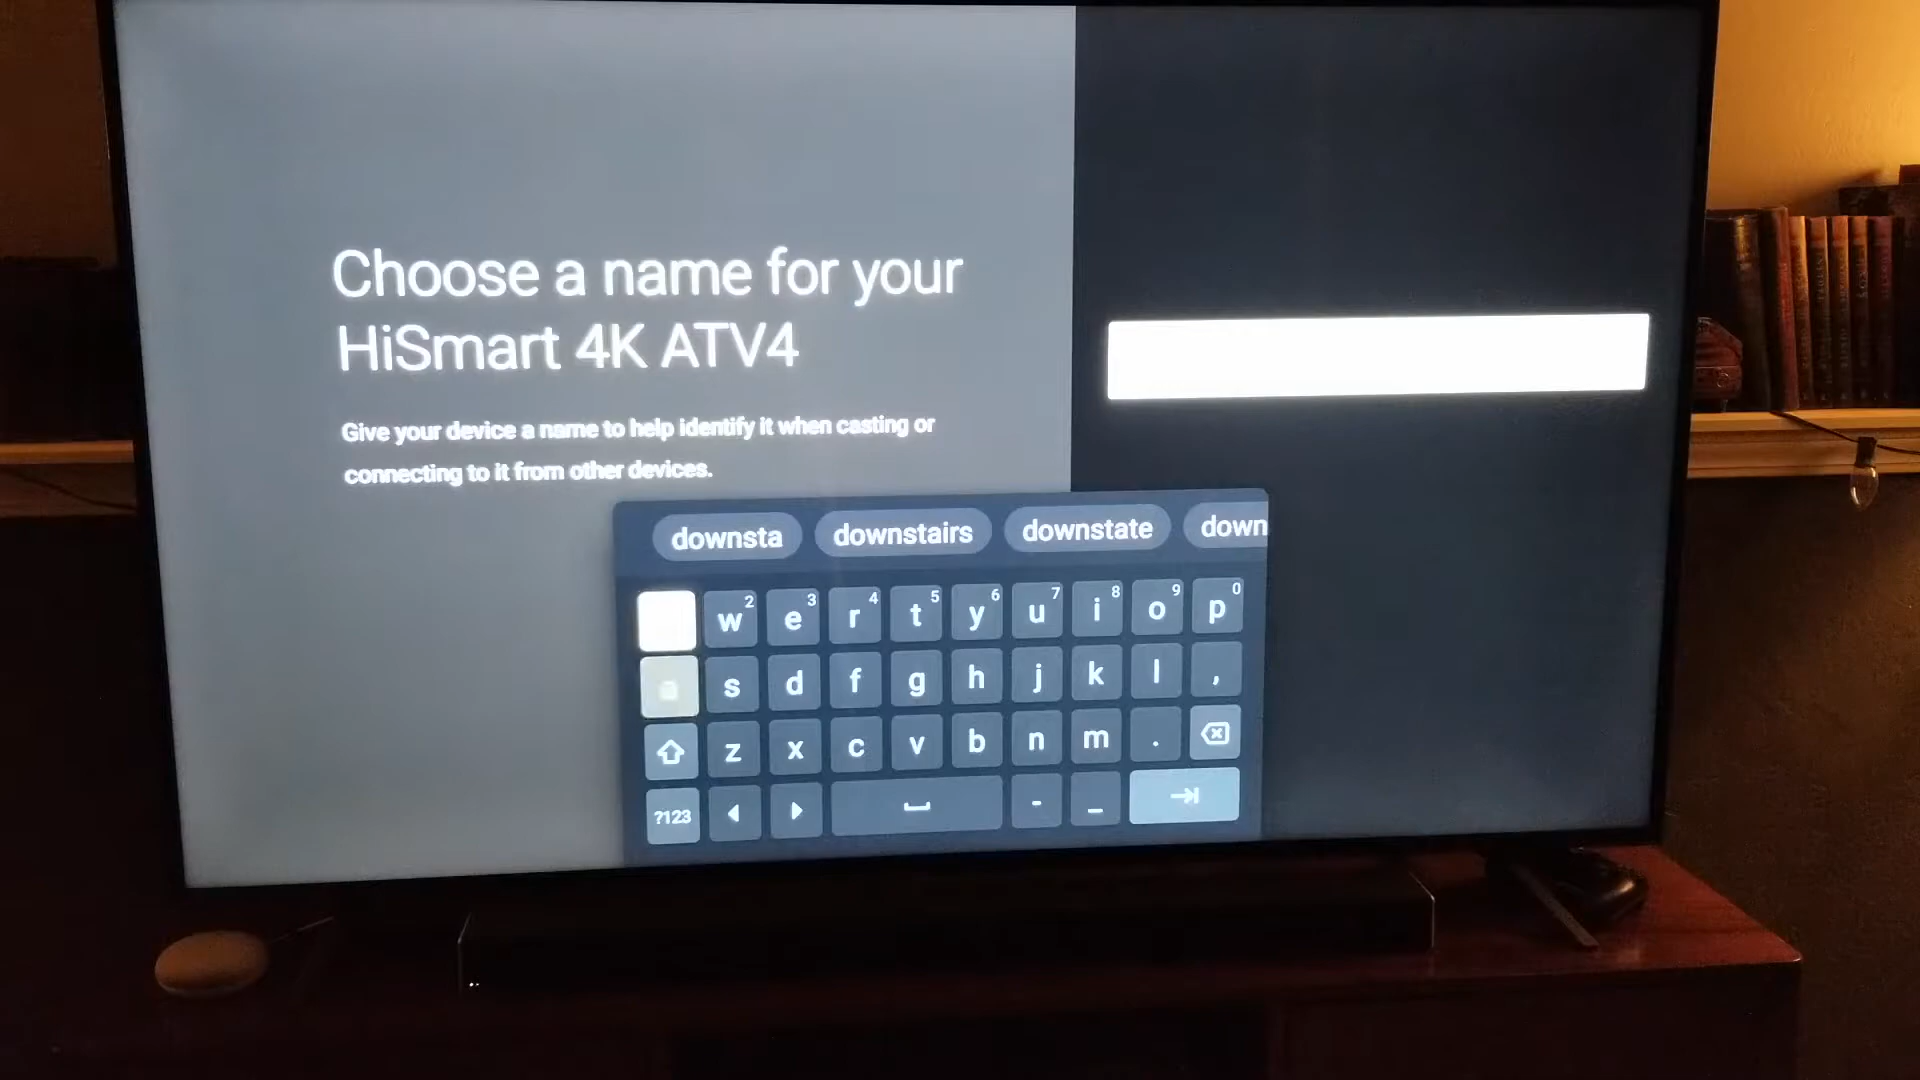 Choose a name for your
HiSmart 4K ATV4
Give your device a name to help identify it when casting or
connecting to it from other devices.
downsta downstairs downstate down
w 2 e 3 r 4 t 5 y 6 u 7 i 8 o 9 p 0
a s d f g h j k l ,
z x c v b n m .
?123 - _